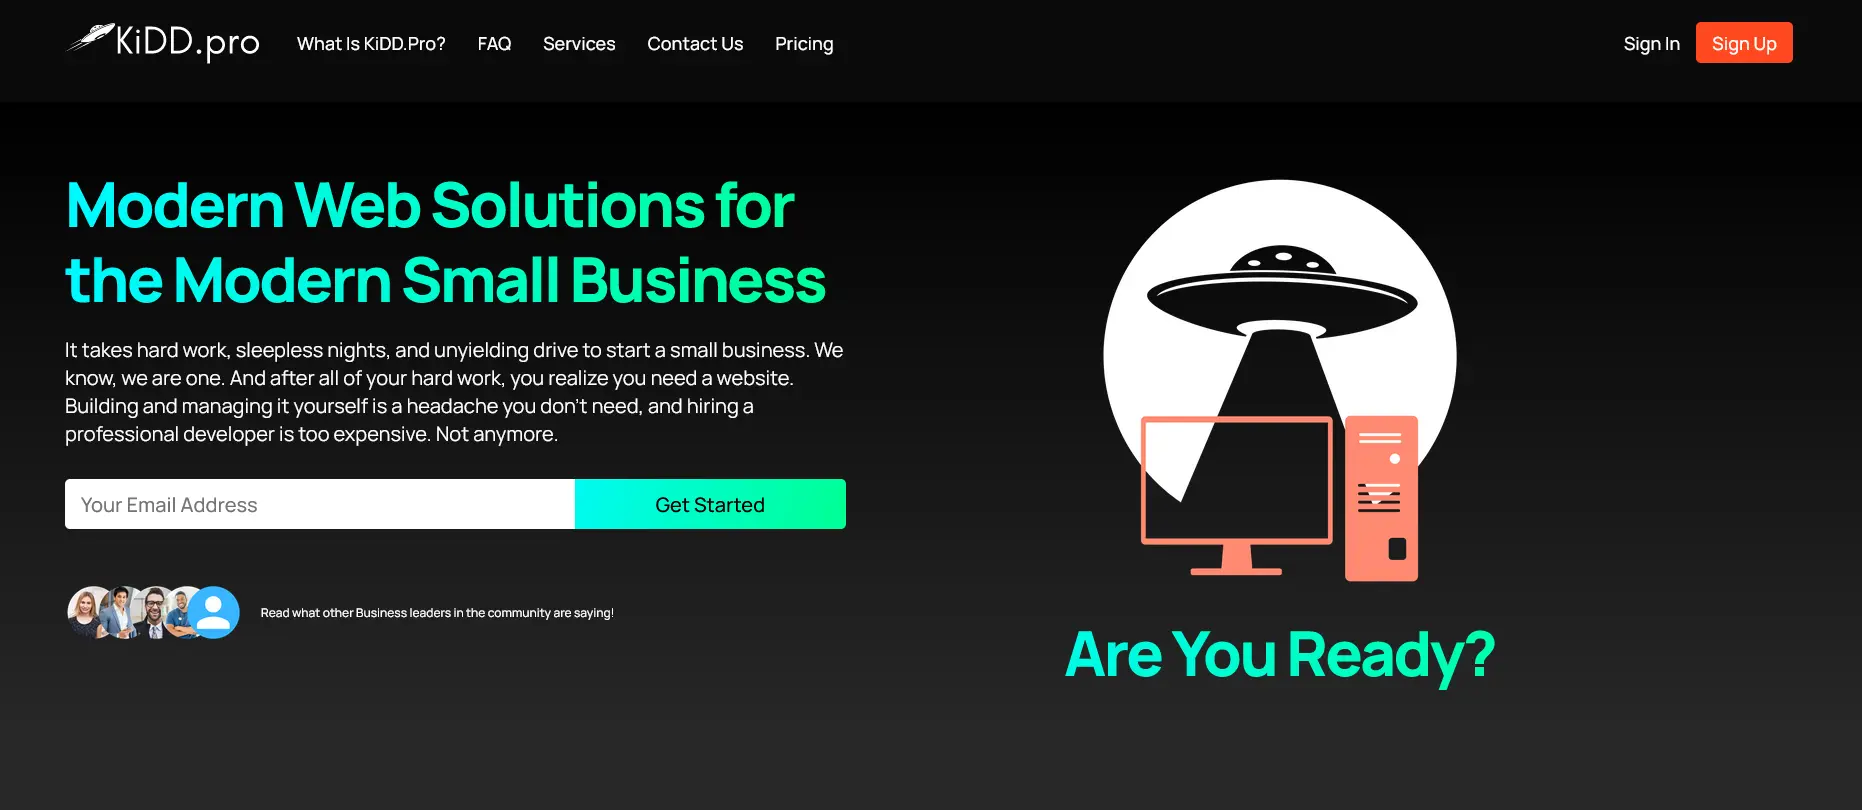 KiDD.pro
What Is KiDD.Pro?
FAQ
Services
Contact Us
Pricing
Sign In
Sign Up
Modern Web Solutions for
the Modern Small Business
It takes hard work, sleepless nights, and unyielding drive to start a small business. We
know, we are one. And after all of your hard work, you realize you need a website.
Building and managing it yourself is a headache you don't need, and hiring a
professional developer is too expensive. Not anymore.
Your Email Address
Get Started
Read what other Business leaders in the community are saying!
Are You Ready?